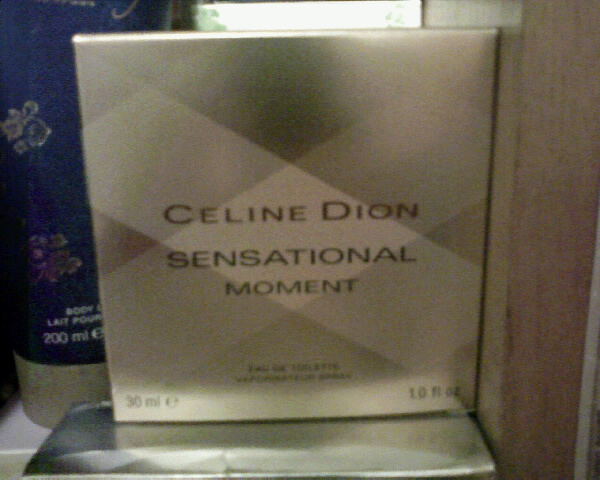 CELINE DION
SENSATIONAL
MOMENT
EAU DE TOILETTE
VAPORISATEUR SPRAY
30 ml e
1.0 fl oz
BODY
LAIT POUR
200 ml e